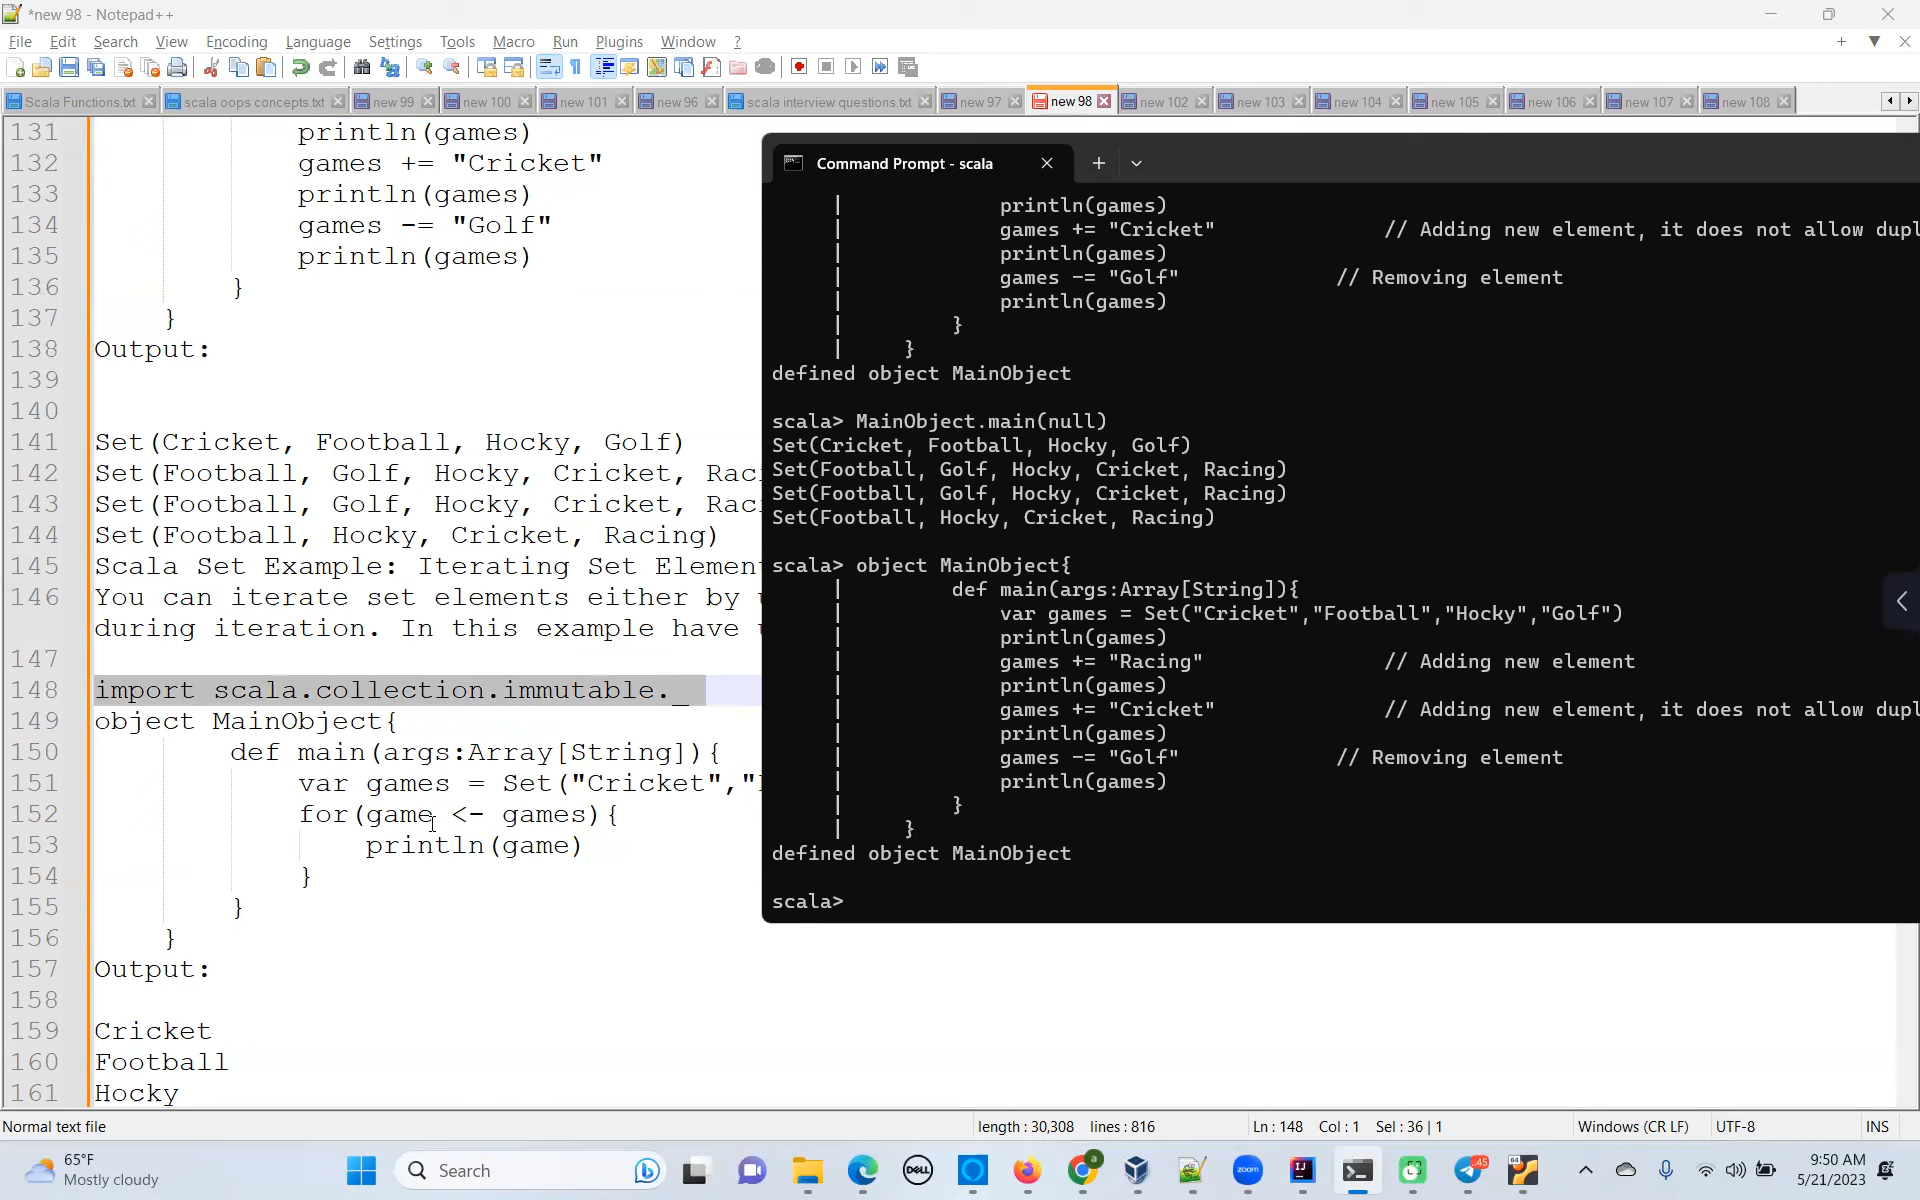 *new 98 - Notepad++
File Edit Search View Encoding Language Settings Tools Macro Run Plugins Window ?
Scala Functions.txt scala oops concepts.txt new 99 new 100 new 101 new 96 scala interview questions.txt new 97 new 98 new 102 new 103 new 104 new 105 new 106 new 107 new 108
131 println(games)
132 games += "Cricket"
133 println(games)
134 games -= "Golf"
135 println(games)
136 }
137 }
138 Output:
139
140
141 Set(Cricket, Football, Hocky, Golf)
142 Set(Football, Golf, Hocky, Cricket, Raci
143 Set(Football, Golf, Hocky, Cricket, Raci
144 Set(Football, Hocky, Cricket, Racing)
145 Scala Set Example: Iterating Set Elemen
146 You can iterate set elements either by
during iteration. In this example have
147
148 import scala.collection.immutable._
149 object MainObject{
150 def main(args:Array[String]){
151 var games = Set("Cricket","
152 for(game <- games){
153 println(game)
154 }
155 }
156 }
157 Output:
158
159 Cricket
160 Football
161 Hocky
Command Prompt - scala
| println(games)
| games += "Cricket" // Adding new element, it does not allow dupl
| println(games)
| games -= "Golf" // Removing element
| println(games)
| }
| }
defined object MainObject
scala> MainObject.main(null)
Set(Cricket, Football, Hocky, Golf)
Set(Football, Golf, Hocky, Cricket, Racing)
Set(Football, Golf, Hocky, Cricket, Racing)
Set(Football, Hocky, Cricket, Racing)
scala> object MainObject{
| def main(args:Array[String]){
| var games = Set("Cricket","Football","Hocky","Golf")
| println(games)
| games += "Racing" // Adding new element
| println(games)
| games += "Cricket" // Adding new element, it does not allow dupl
| println(games)
| games -= "Golf" // Removing element
| println(games)
| }
| }
defined object MainObject
scala>
Normal text file length : 30,308 lines : 816 Ln : 148 Col : 1 Sel : 36 | 1 Windows (CR LF) UTF-8 INS
65°F
Mostly cloudy
Search
DELL
zoom
IJ
45
64
9:50 AM
5/21/2023